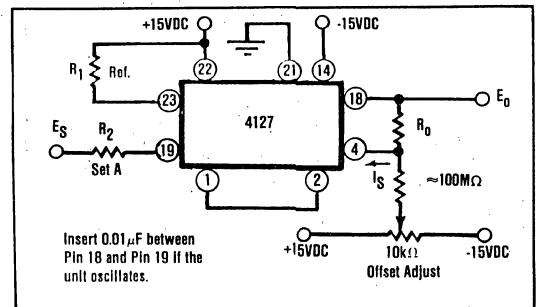 +15VDC
-15VDC
R1 Ref.
22
21
14
23
18
E0
4127
ES
R2
19
4
R0
Set A
IS
≈100MΩ
1
2
Insert 0.01μF between
Pin 18 and Pin 19 if the
unit oscillates.
+15VDC
10kΩ
-15VDC
Offset Adjust